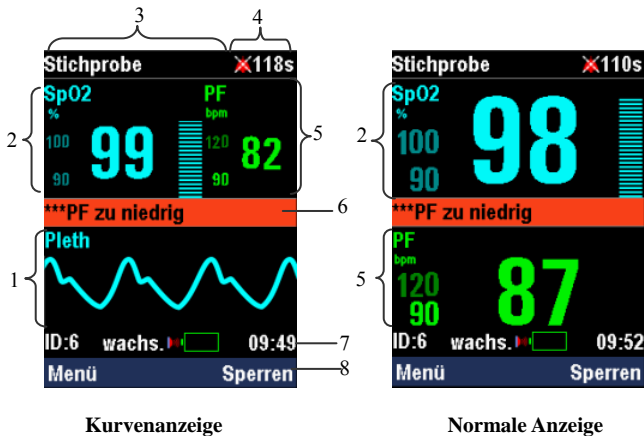 3 4
Stichprobe 118s
SpO2 PF
% bpm
2 100 99 120 82 5
90 90
***PF zu niedrig 6
Pleth
1
ID:6 wachs. 09:49 7
Menü Sperren 8
Kurvenanzeige
Stichprobe 110s
SpO2
%
2 100 98
90
***PF zu niedrig
PF
bpm
5 120 87
90
ID:6 wachs. 09:52
Menü Sperren
Normale Anzeige